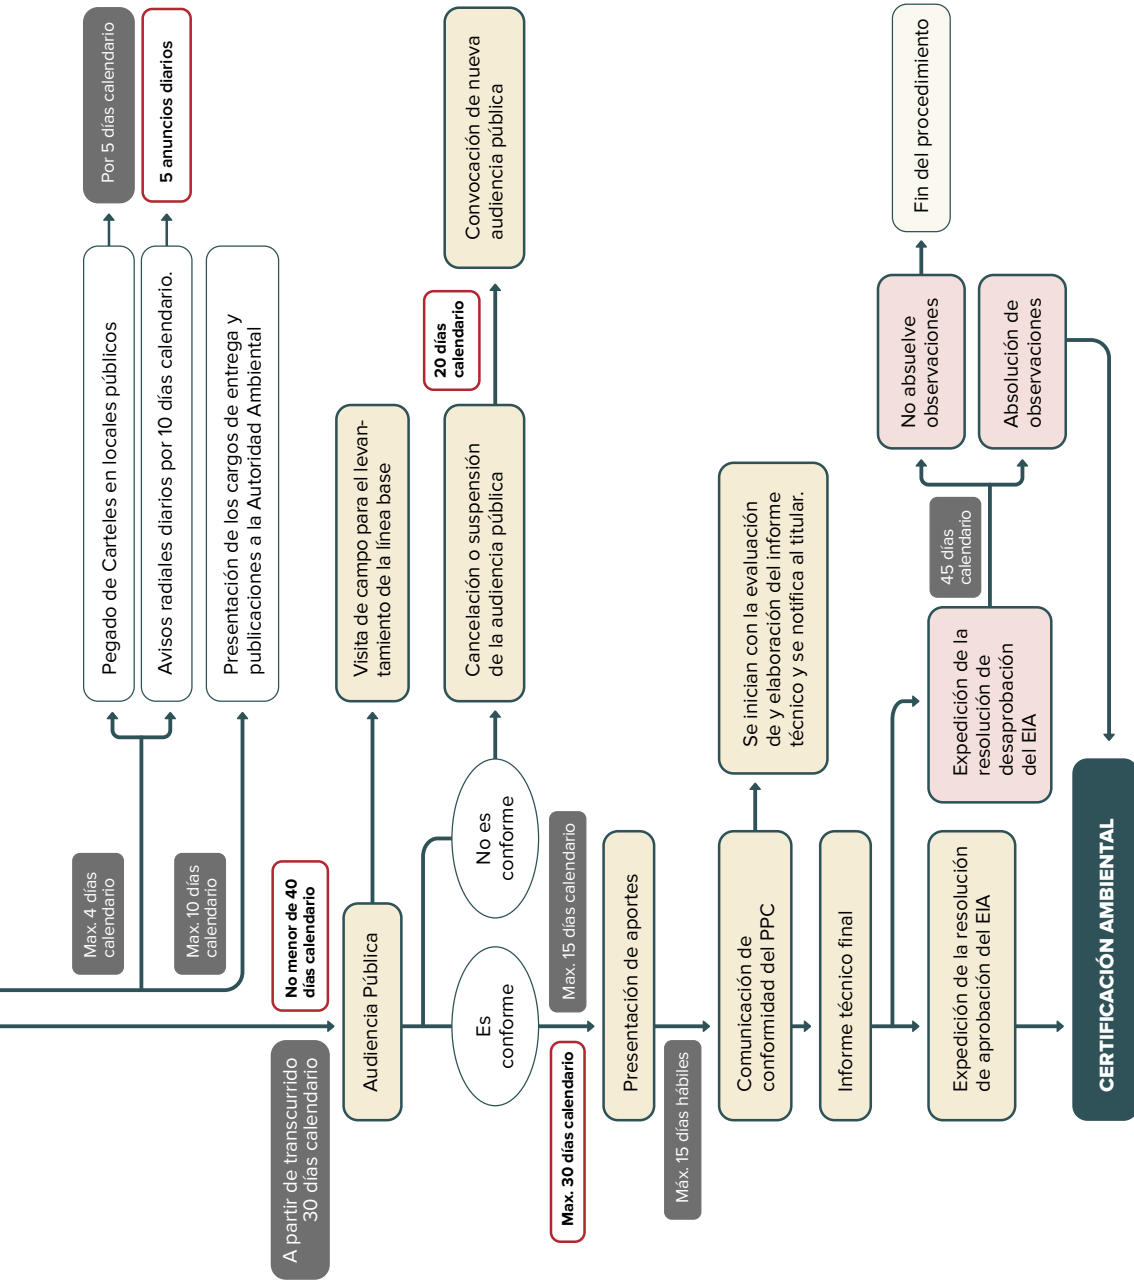 Por 5 días calendario
5 anuncios diarios
Pegado de Carteles en locales públicos
Avisos radiales diarios por 10 días calendario.
Presentación de los cargos de entrega y
publicaciones a la Autoridad Ambiental
Max. 4 días
calendario
Max. 10 días
calendario
No menor de 40
días calendario
A partir de transcurrido
30 días calendario
Audiencia Pública
Visita de campo para el levan-
tamiento de la línea base
Es
conforme
No es
conforme
Cancelación o suspensión
de la audiencia pública
20 días
calendario
Convocación de nueva
audiencia pública
Max. 30 días calendario
Max. 15 días calendario
Presentación de aportes
Máx. 15 días hábiles
Comunicación de
conformidad del PPC
Se inician con la evaluación
de y elaboración del informe
técnico y se notifica al titular.
Informe técnico final
Expedición de la resolución
de aprobación del EIA
Expedición de la
resolución de
desaprobación
del EIA
45 días
calendario
No absuelve
observaciones
Absolución de
observaciones
Fin del procedimiento
CERTIFICACIÓN AMBIENTAL